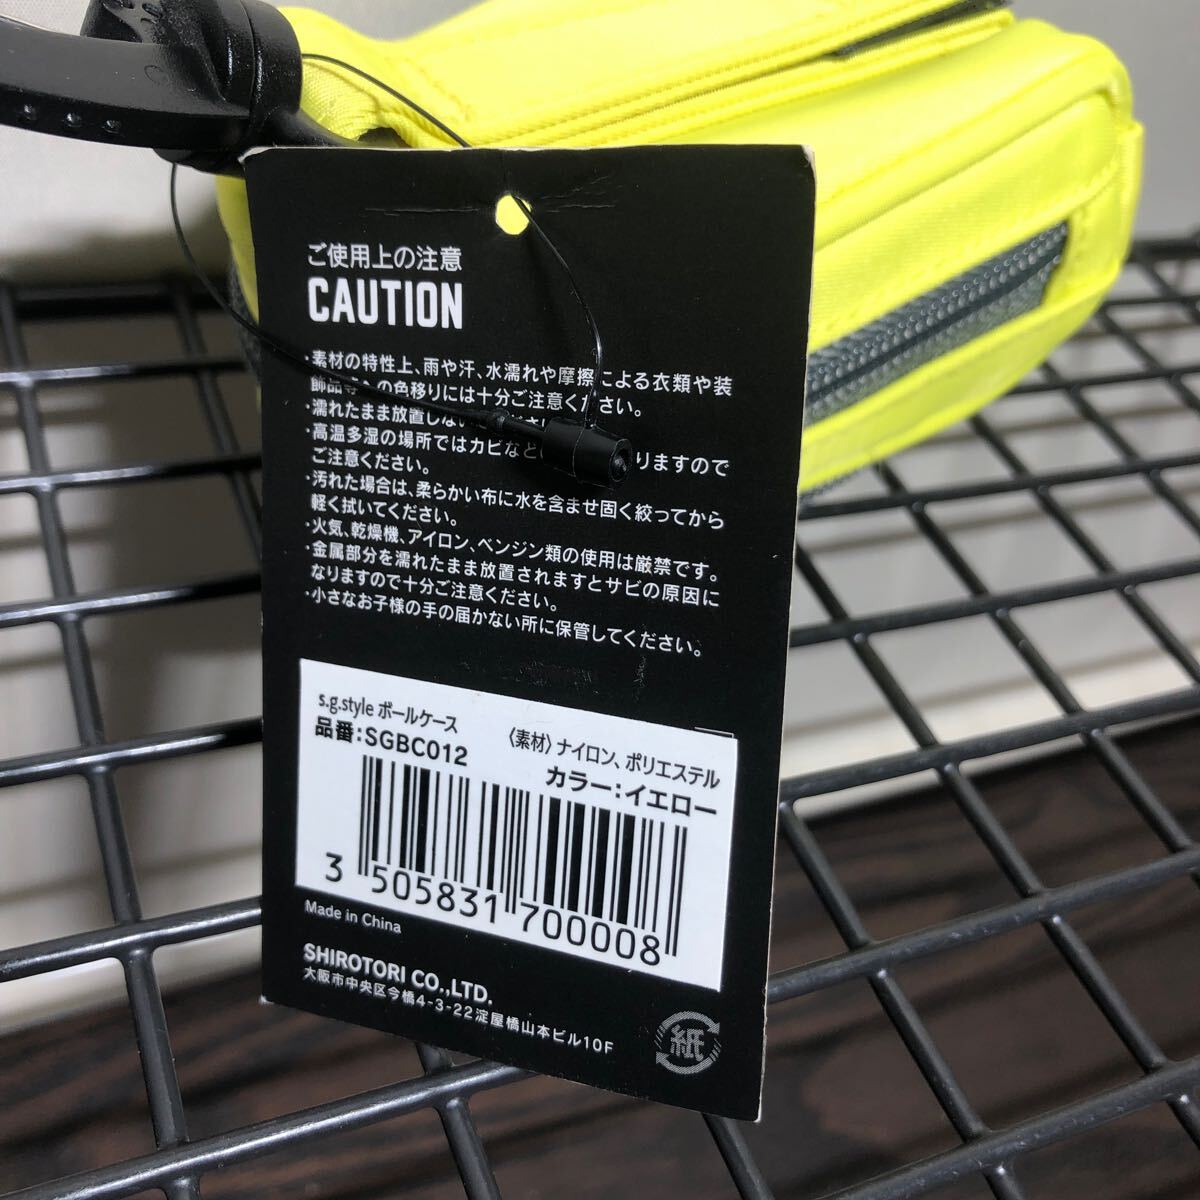 ご使用上の注意
CAUTION
・素材の特性上、雨や汗、水濡れや摩擦による衣類や装
飾品等への色移りには十分ご注意ください。
・濡れたまま放置しない
・高温多湿の場所ではカビなど りますので
ご注意ください。
・汚れた場合は、柔らかい布に水を含ませ固く絞ってから
軽く拭いてください。
・火気、乾燥機、アイロン、ベンジン類の使用は厳禁です。
・金属部分を濡れたまま放置されますとサビの原因に
なりますので十分ご注意ください。
・小さなお子様の手の届かない所に保管してください。
s.g.style ボールケース
〈素材〉ナイロン、ポリエステル
品番：SGBC012
カラー：イエロー
3 505831 700008
Made in China
SHIROTORI CO.,LTD.
大阪市中央区今橋4-3-22淀屋橋山本ビル10F
紙